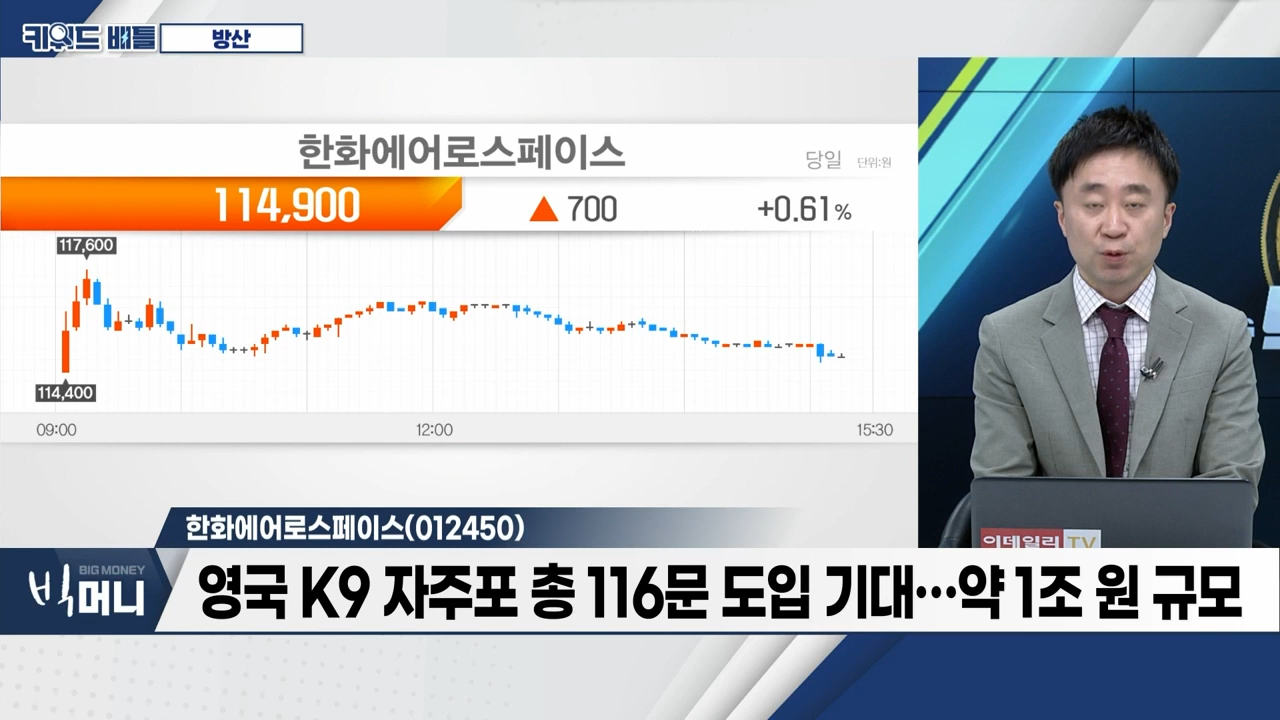 키워드 배틀 방산
한화에어로스페이스
당일 단위:원
114,900 ▲ 700 +0.61%
117,600
114,400
09:00 12:00 15:30
한화에어로스페이스(012450)
BIG MONEY
빅머니
영국 K9 자주포 총 116문 도입 기대…약 1조 원 규모
이데일리 TV